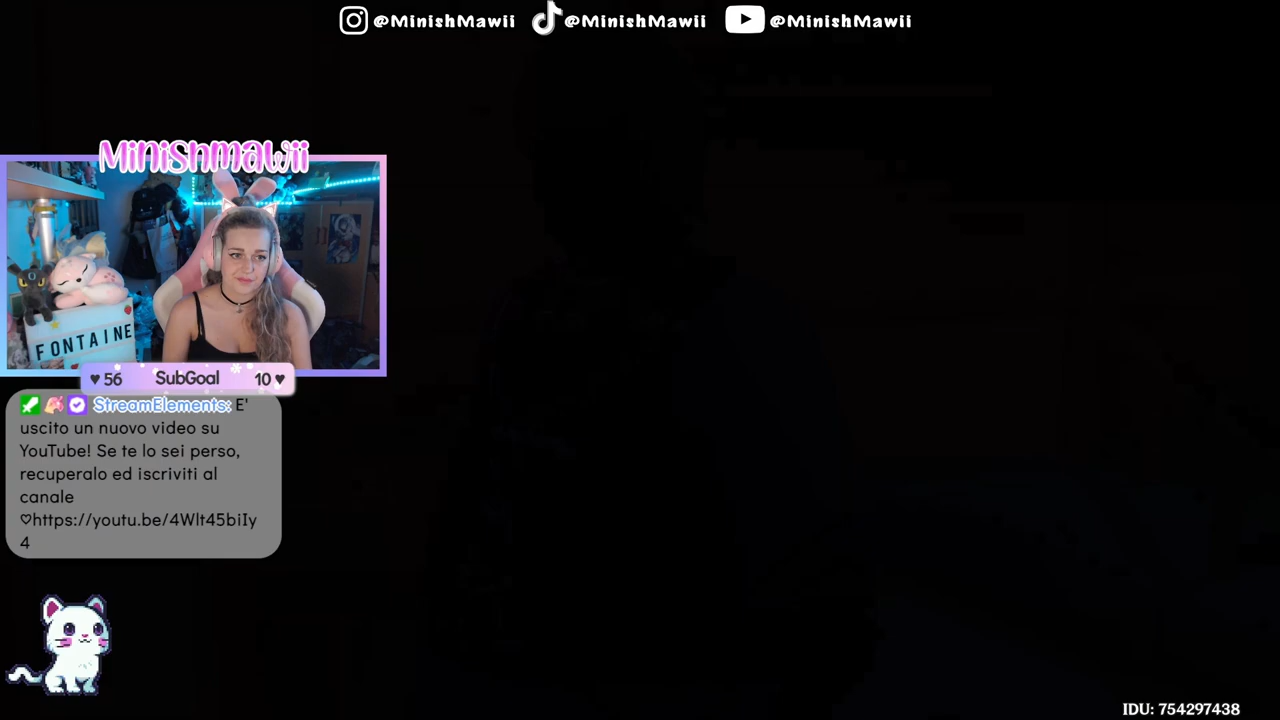 @MinishMawii @MinishMawii @MinishMawii
Minishmawii
FONTAINE
♥ 56 SubGoal 10 ♥
StreamElements: E'
uscito un nuovo video su
YouTube! Se te lo sei perso,
recuperalo ed iscriviti al
canale
♡https://youtu.be/4Wlt45biIy
4
IDU: 754297438